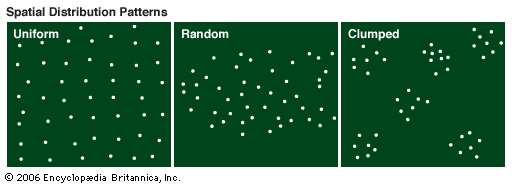 Spatial Distribution Patterns
Uniform
Random
Clumped
© 2006 Encyclopædia Britannica, Inc.